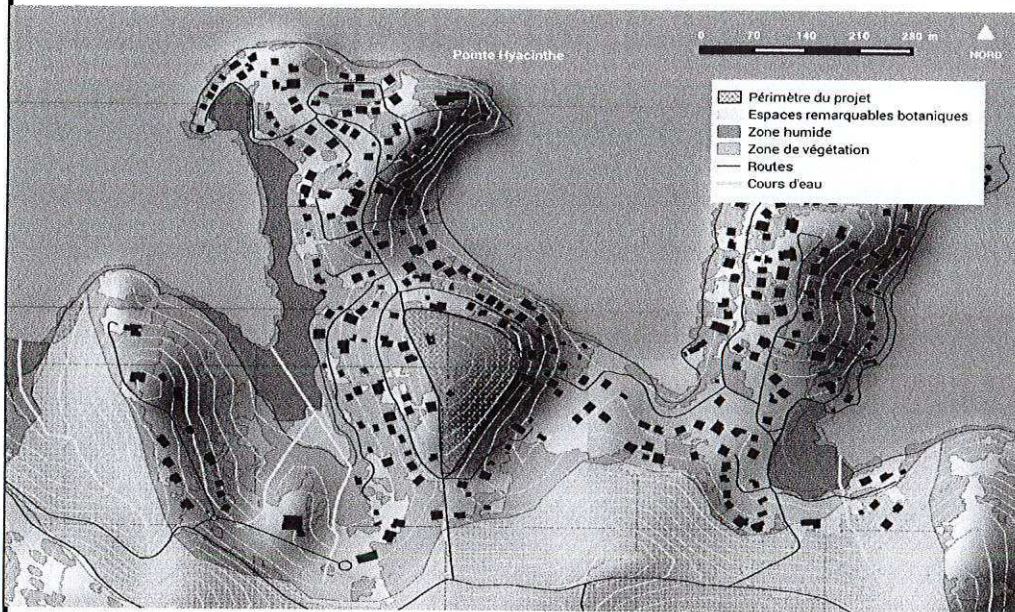 Pointe Hyacinthe
0 70 140 210 280 m
NORD
Périmètre du projet
Espaces remarquables botaniques
Zone humide
Zone de végétation
Routes
Cours d'eau